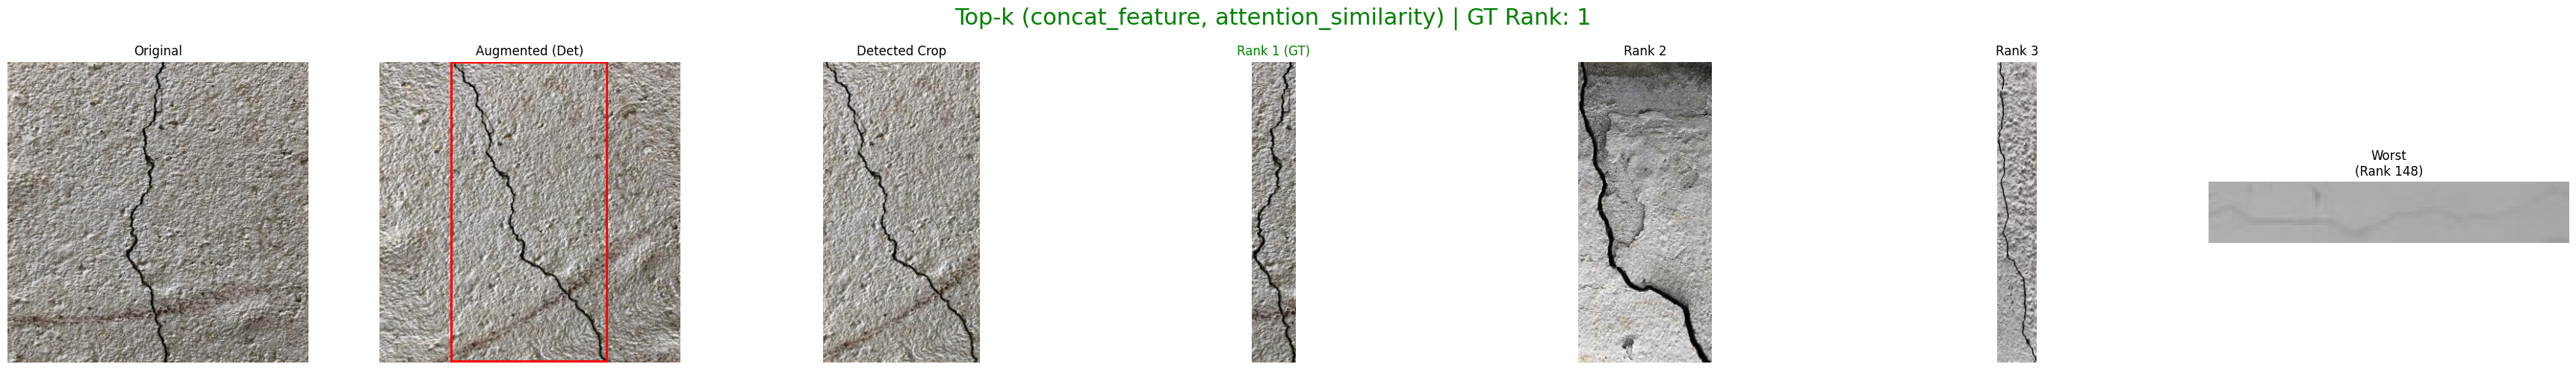 Top-k (concat_feature, attention_similarity) | GT Rank: 1
Original
Augmented (Det)
Detected Crop
Rank 1 (GT)
Rank 2
Rank 3
Worst
(Rank 148)